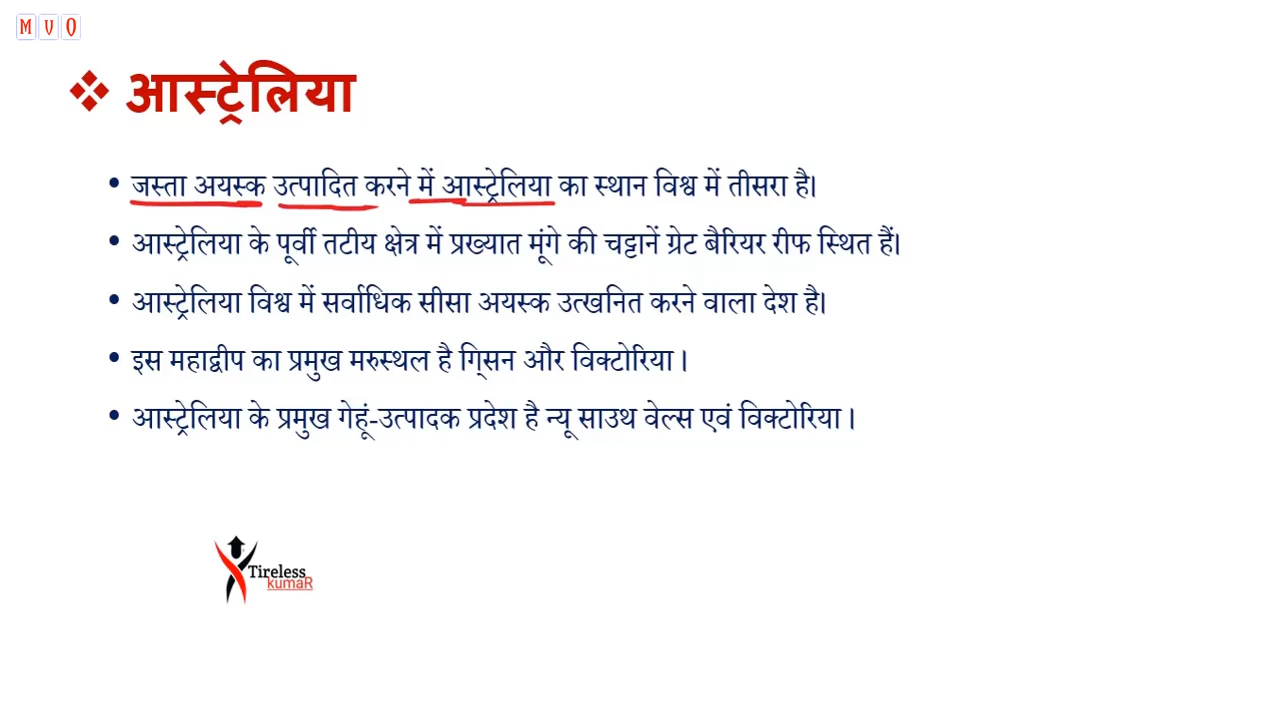 MVO
❖ आस्ट्रेलिया
• जस्ता अयस्क उत्पादित करने में आस्ट्रेलिया का स्थान विश्व में तीसरा है।
• आस्ट्रेलिया के पूर्वी तटीय क्षेत्र में प्रख्यात मूंगे की चट्टानें ग्रेट बैरियर रीफ स्थित हैं।
• आस्ट्रेलिया विश्व में सर्वाधिक सीसा अयस्क उत्खनित करने वाला देश है।
• इस महाद्वीप का प्रमुख मरुस्थल है गि्सन और विक्टोरिया ।
• आस्ट्रेलिया के प्रमुख गेहूं-उत्पादक प्रदेश है न्यू साउथ वेल्स एवं विक्टोरिया ।
Tireless
kumaR